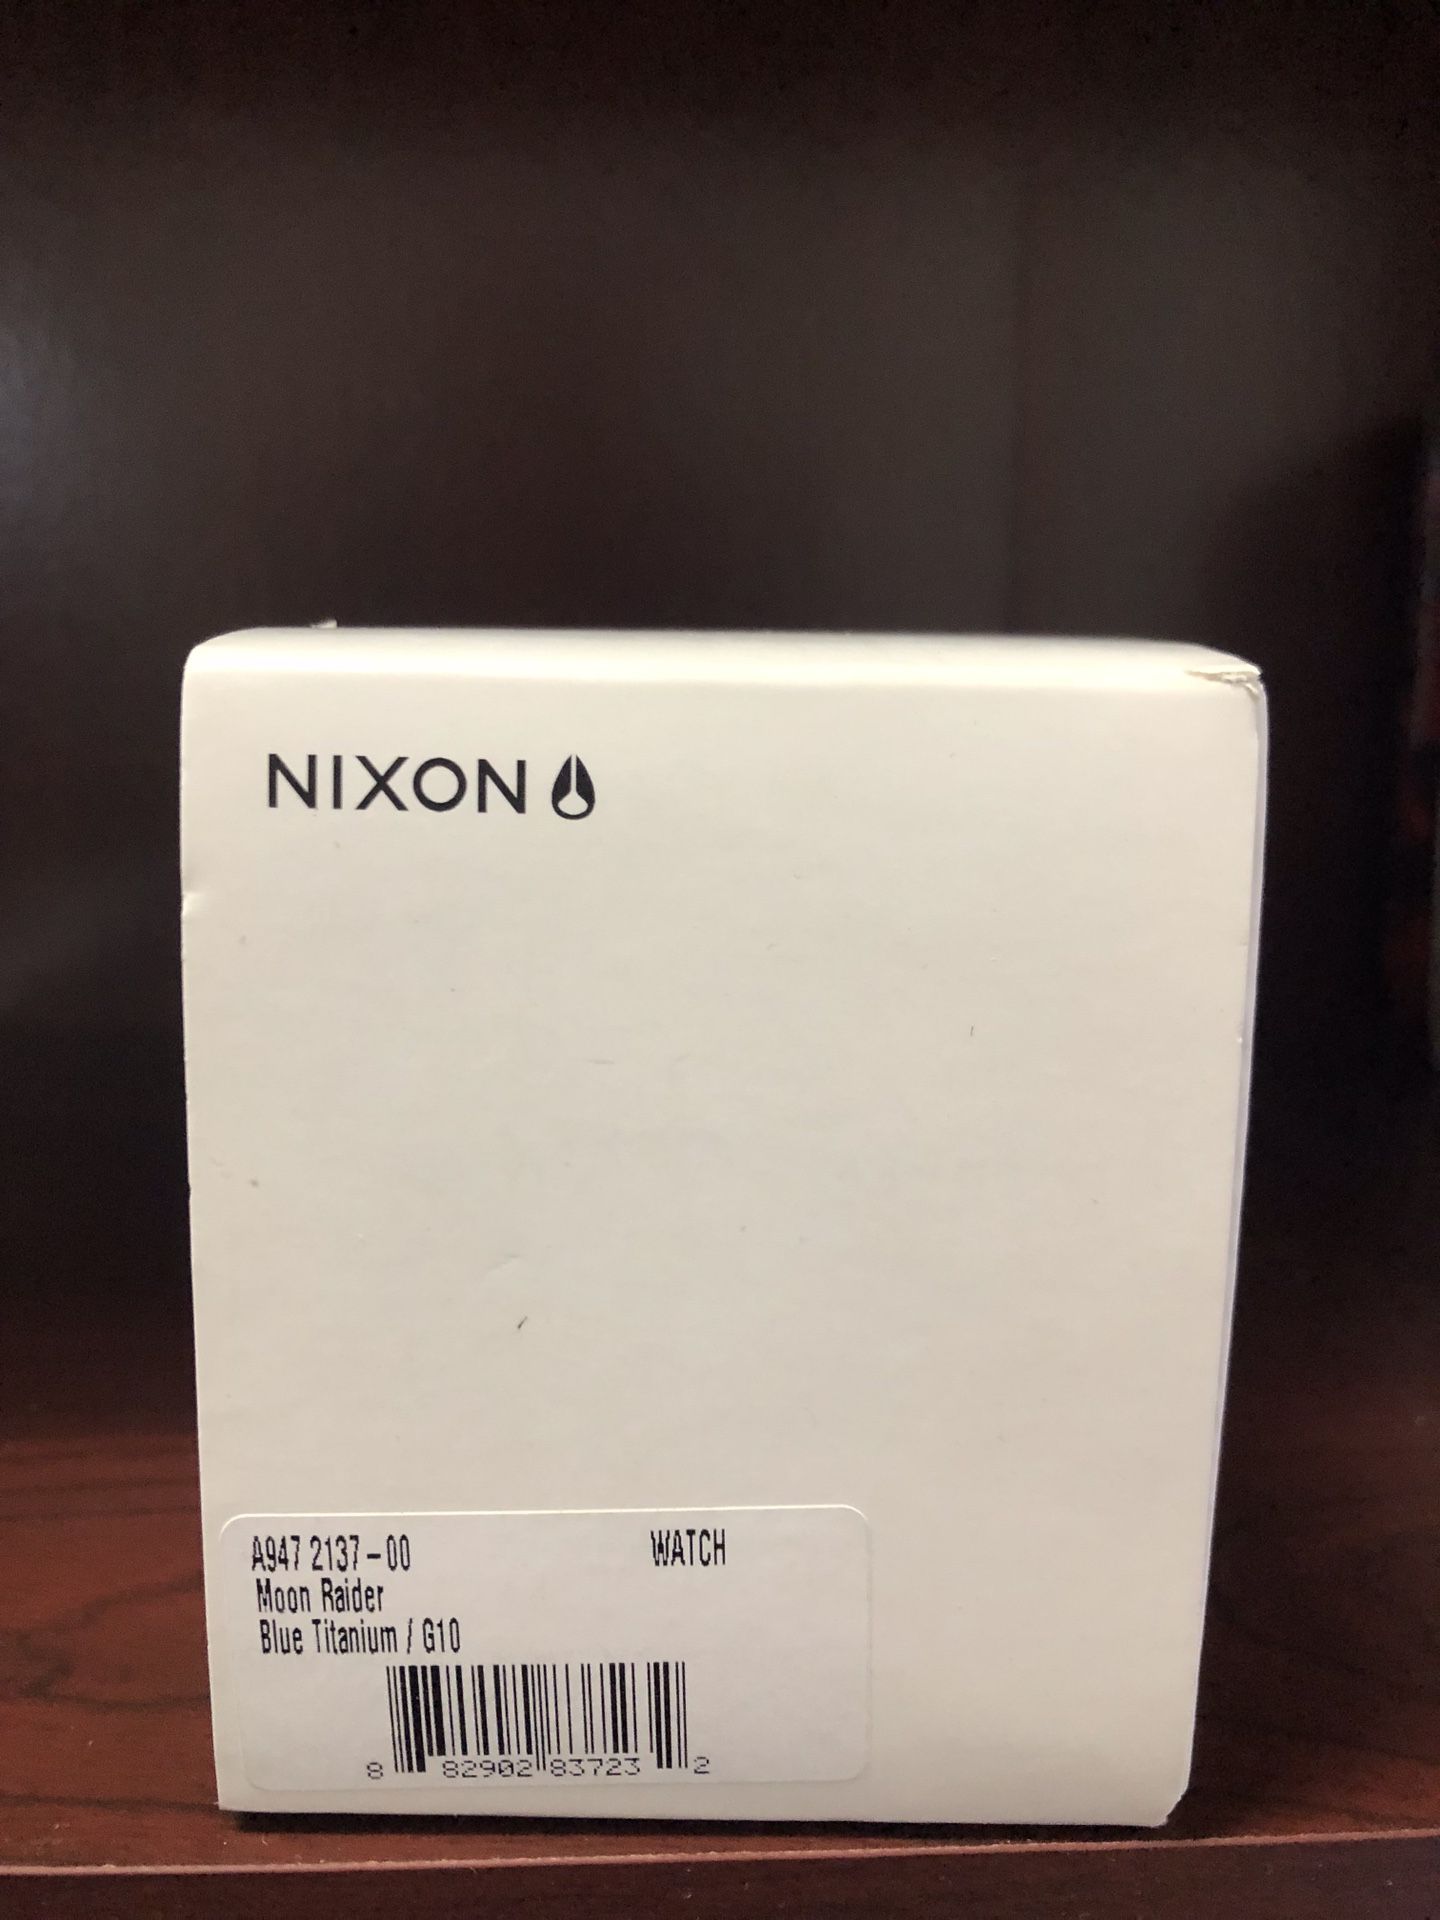 NIXON
A947 2137-00 WATCH
Moon Raider
Blue Titanium / G10
8 82902 83723 2